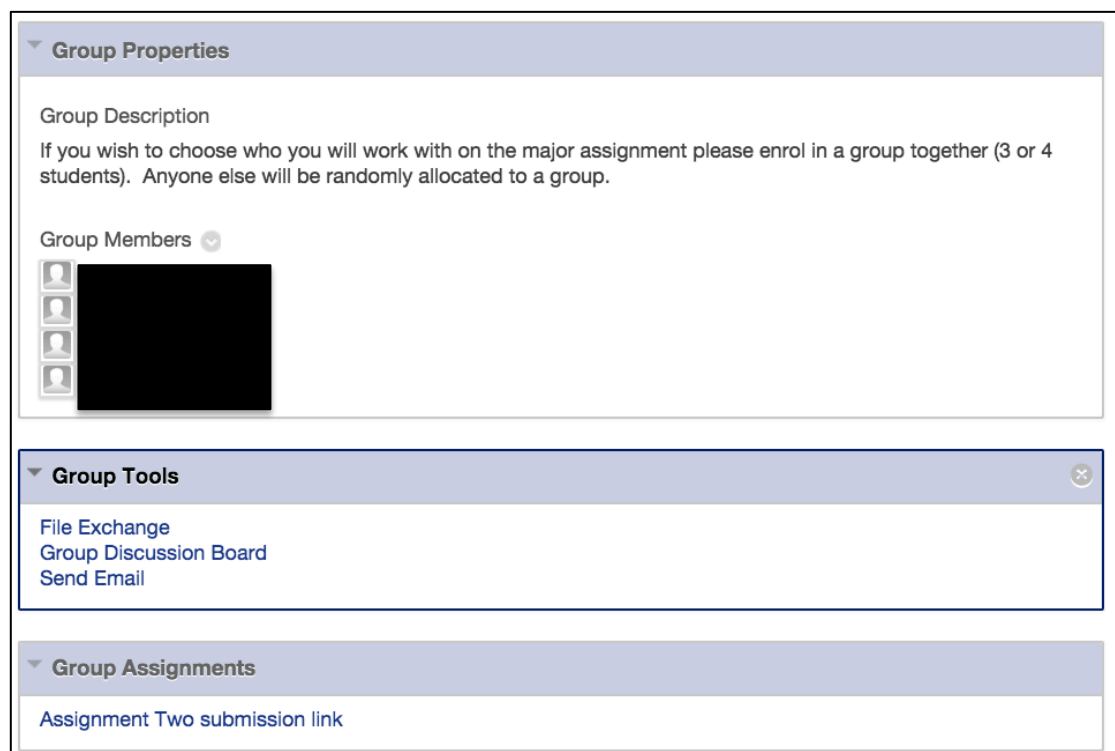 Group Properties
Group Description
If you wish to choose who you will work with on the major assignment please enrol in a group together (3 or 4
students).  Anyone else will be randomly allocated to a group.
Group Members
Group Tools
File Exchange
Group Discussion Board
Send Email
Group Assignments
Assignment Two submission link